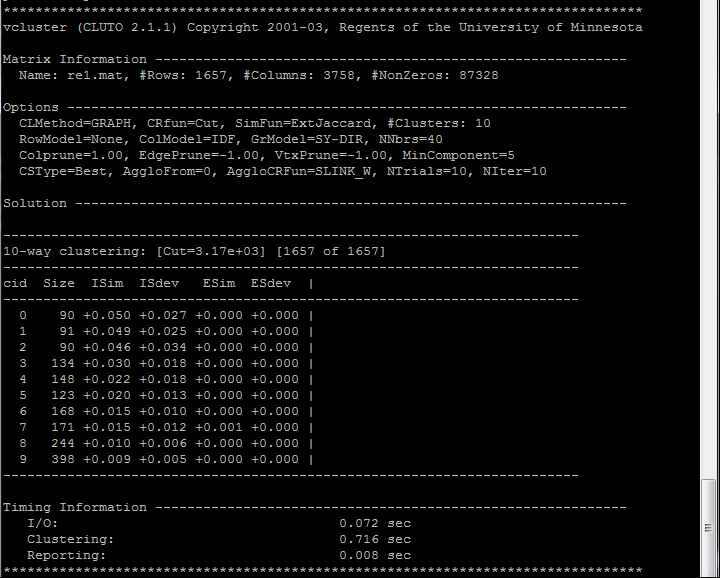 ********************************************************************************
vcluster (CLUTO 2.1.1) Copyright 2001-03, Regents of the University of Minnesota

Matrix Information -----------------------------------------------------------
  Name: re1.mat, #Rows: 1657, #Columns: 3758, #NonZeros: 87328

Options ----------------------------------------------------------------------
  CLMethod=GRAPH, CRfun=Cut, SimFun=ExtJaccard, #Clusters: 10
  RowModel=None, ColModel=IDF, GrModel=SY-DIR, NNbrs=40
  Colprune=1.00, EdgePrune=-1.00, VtxPrune=-1.00, MinComponent=5
  CSType=Best, AggloFrom=0, AggloCRFun=SLINK_W, NTrials=10, NIter=10

Solution ---------------------------------------------------------------------

------------------------------------------------------------------------
10-way clustering: [Cut=3.17e+03] [1657 of 1657]
------------------------------------------------------------------------
cid  Size  ISim  ISdev   ESim  ESdev  |
------------------------------------------------------------------------
  0    90 +0.050 +0.027 +0.000 +0.000 |
  1    91 +0.049 +0.025 +0.000 +0.000 |
  2    90 +0.046 +0.034 +0.000 +0.000 |
  3   134 +0.030 +0.018 +0.000 +0.000 |
  4   148 +0.022 +0.018 +0.000 +0.000 |
  5   123 +0.020 +0.013 +0.000 +0.000 |
  6   168 +0.015 +0.010 +0.000 +0.000 |
  7   171 +0.015 +0.012 +0.001 +0.000 |
  8   244 +0.010 +0.006 +0.000 +0.000 |
  9   398 +0.009 +0.005 +0.000 +0.000 |
------------------------------------------------------------------------

Timing Information -----------------------------------------------------------
   I/O:                                   0.072 sec
   Clustering:                            0.716 sec
   Reporting:                             0.008 sec
********************************************************************************